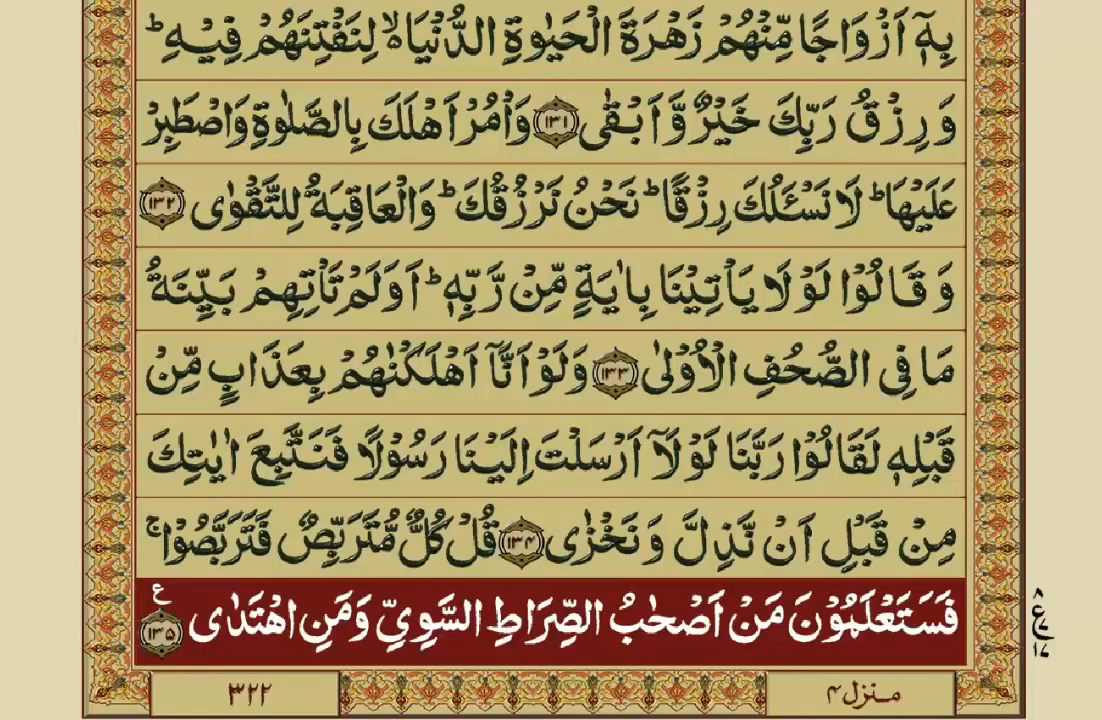 بِهٖۤ اَزْوَاجًا مِّنْهُمْ زَهْرَةَ الْحَيٰوةِ الدُّنْيَا ۙ۬ لِنَفْتِنَهُمْ فِيْهِ ؕ
وَ رِزْقُ رَبِّكَ خَيْرٌ وَّ اَبْقٰى ۝۱۳۱ وَاْمُرْ اَهْلَكَ بِالصَّلٰوةِ وَاصْطَبِرْ
عَلَيْهَا ؕ لَا نَسْـَٔلُكَ رِزْقًا ؕ نَحْنُ نَرْزُقُكَ ؕ وَالْعَاقِبَةُ لِلتَّقْوٰى ۝۱۳۲
وَ قَالُوْا لَوْلَا يَاْتِيْنَا بِاٰيَةٍ مِّنْ رَّبِّهٖ ؕ اَوَلَمْ تَاْتِهِمْ بَيِّنَةُ
مَا فِى الصُّحُفِ الْاُوْلٰى ۝۱۳۳ وَلَوْ اَنَّاۤ اَهْلَكْنٰهُمْ بِعَذَابٍ مِّنْ
قَبْلِهٖ لَقَالُوْا رَبَّنَا لَوْلَاۤ اَرْسَلْتَ اِلَيْنَا رَسُوْلًا فَنَتَّبِعَ اٰيٰتِكَ
مِنْ قَبْلِ اَنْ نَّذِلَّ وَ نَخْزٰى ۝۱۳۴ قُلْ كُلٌّ مُّتَرَبِّصٌ فَتَرَبَّصُوْا ۚ
فَسَتَعْلَمُوْنَ مَنْ اَصْحٰبُ الصِّرَاطِ السَّوِيِّ وَمَنِ اهْتَدٰى ۝۱۳۵ ع
منزل ۴
۳۲۲